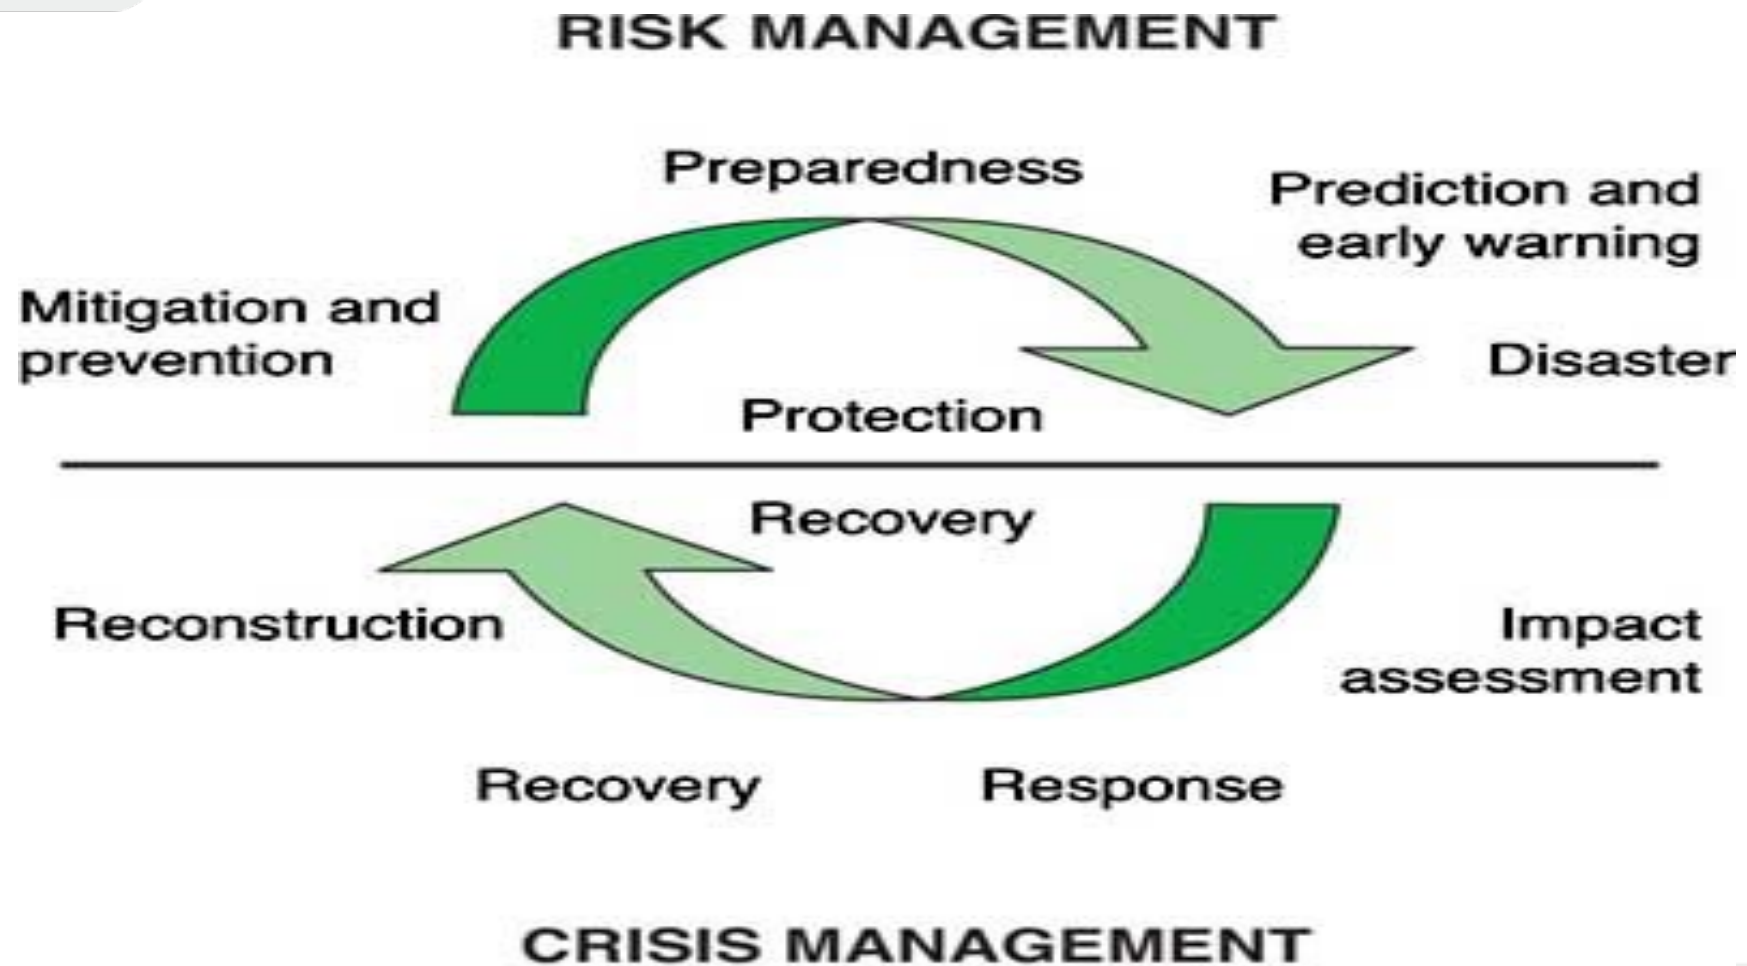 RISK MANAGEMENT
Preparedness
Prediction and
early warning
Mitigation and
prevention
Disaster
Protection
Recovery
Reconstruction
Impact
assessment
Recovery
Response
CRISIS MANAGEMENT